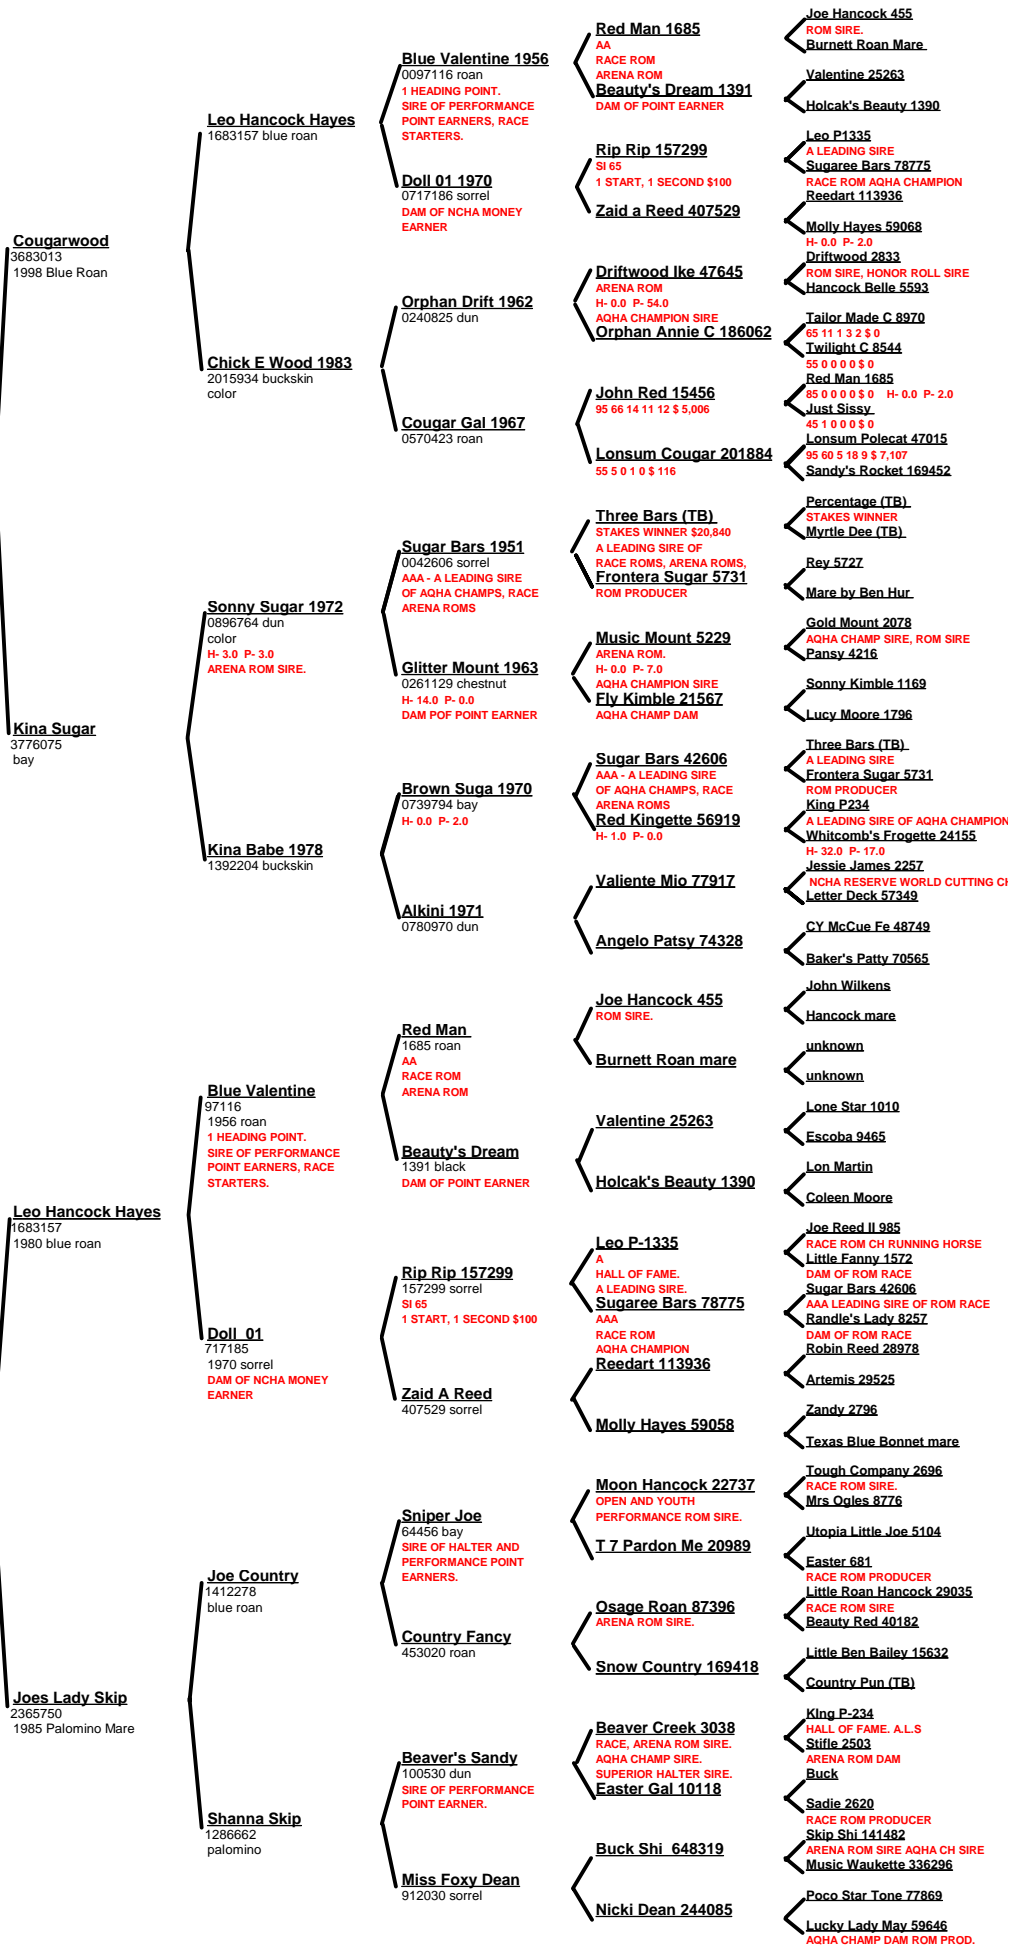 Cougarwood
3683013
1998 Blue Roan
Kina Sugar
3776075
bay
Leo Hancock Hayes
1683157
1980 blue roan
Joes Lady Skip
2365750
1985 Palomino Mare
Leo Hancock Hayes
1683157 blue roan
Chick E Wood 1983
2015934 buckskin
color
Sonny Sugar 1972
0896764 dun
color
H- 3.0 P- 3.0
ARENA ROM SIRE.
Kina Babe 1978
1392204 buckskin
Blue Valentine
97116
1956 roan
1 HEADING POINT.
SIRE OF PERFORMANCE
POINT EARNERS, RACE
STARTERS.
Doll 01
717185
1970 sorrel
DAM OF NCHA MONEY
EARNER
Joe Country
1412278
blue roan
Shanna Skip
1286662
palomino
Blue Valentine 1956
0097116 roan
1 HEADING POINT.
SIRE OF PERFORMANCE
POINT EARNERS, RACE
STARTERS.
Doll 01 1970
0717186 sorrel
DAM OF NCHA MONEY
EARNER
Orphan Drift 1962
0240825 dun
Cougar Gal 1967
0570423 roan
Sugar Bars 1951
0042606 sorrel
AAA - A LEADING SIRE
OF AQHA CHAMPS, RACE
ARENA ROMS
Glitter Mount 1963
0261129 chestnut
H- 14.0 P- 0.0
DAM POF POINT EARNER
Brown Suga 1970
0739794 bay
H- 0.0 P- 2.0
Alkini 1971
0780970 dun
Red Man
1685 roan
AA
RACE ROM
ARENA ROM
Beauty's Dream
1391 black
DAM OF POINT EARNER
Rip Rip 157299
157299 sorrel
SI 65
1 START, 1 SECOND $100
Zaid A Reed
407529 sorrel
Sniper Joe
64456 bay
SIRE OF HALTER AND
PERFORMANCE POINT
EARNERS.
Country Fancy
453020 roan
Beaver's Sandy
100530 dun
SIRE OF PERFORMANCE
POINT EARNER.
Miss Foxy Dean
912030 sorrel
Red Man 1685
AA
RACE ROM
ARENA ROM
Beauty's Dream 1391
DAM OF POINT EARNER
Rip Rip 157299
SI 65
1 START, 1 SECOND $100
Zaid a Reed 407529
Driftwood Ike 47645
ARENA ROM
H- 0.0 P- 54.0
AQHA CHAMPION SIRE
Orphan Annie C 186062
John Red 15456
95 66 14 11 12 $ 5,006
Lonsum Cougar 201884
55 5 0 1 0 $ 116
Three Bars (TB)
STAKES WINNER $20,840
A LEADING SIRE OF
RACE ROMS, ARENA ROMS,
Frontera Sugar 5731
ROM PRODUCER
Music Mount 5229
ARENA ROM.
H- 0.0 P- 7.0
AQHA CHAMPION SIRE
Fly Kimble 21567
AQHA CHAMP DAM
Sugar Bars 42606
AAA - A LEADING SIRE
OF AQHA CHAMPS, RACE
ARENA ROMS
Red Kingette 56919
H- 1.0 P- 0.0
Valiente Mio 77917
Angelo Patsy 74328
Joe Hancock 455
ROM SIRE.
Burnett Roan mare
Valentine 25263
Holcak's Beauty 1390
Leo P-1335
A
HALL OF FAME.
A LEADING SIRE.
Sugaree Bars 78775
AAA
RACE ROM
AQHA CHAMPION
Reedart 113936
Molly Hayes 59058
Moon Hancock 22737
OPEN AND YOUTH
PERFORMANCE ROM SIRE.
T 7 Pardon Me 20989
Osage Roan 87396
ARENA ROM SIRE.
Snow Country 169418
Beaver Creek 3038
RACE, ARENA ROM SIRE.
AQHA CHAMP SIRE.
SUPERIOR HALTER SIRE.
Easter Gal 10118
Buck Shi 648319
Nicki Dean 244085
Joe Hancock 455
ROM SIRE.
Burnett Roan Mare
Valentine 25263
Holcak's Beauty 1390
Leo P1335
A LEADING SIRE
Sugaree Bars 78775
RACE ROM AQHA CHAMPION
Reedart 113936
Molly Hayes 59068
H- 0.0 P- 2.0
Driftwood 2833
ROM SIRE, HONOR ROLL SIRE
Hancock Belle 5593
Tailor Made C 8970
65 11 1 3 2 $ 0
Twilight C 8544
55 0 0 0 0 $ 0
Red Man 1685
85 0 0 0 0 $ 0 H- 0.0 P- 2.0
Just Sissy
45 1 0 0 0 $ 0
Lonsum Polecat 47015
95 60 5 18 9 $ 7,107
Sandy's Rocket 169452
Percentage (TB)
STAKES WINNER
Myrtle Dee (TB)
Rey 5727
Mare by Ben Hur
Gold Mount 2078
AQHA CHAMP SIRE, ROM SIRE
Pansy 4216
Sonny Kimble 1169
Lucy Moore 1796
Three Bars (TB)
A LEADING SIRE
Frontera Sugar 5731
ROM PRODUCER
King P234
A LEADING SIRE OF AQHA CHAMPION
Whitcomb's Frogette 24155
H- 32.0 P- 17.0
Jessie James 2257
NCHA RESERVE WORLD CUTTING CH
Letter Deck 57349
CY McCue Fe 48749
Baker's Patty 70565
John Wilkens
Hancock mare
unknown
unknown
Lone Star 1010
Escoba 9465
Lon Martin
Coleen Moore
Joe Reed II 985
RACE ROM CH RUNNING HORSE
Little Fanny 1572
DAM OF ROM RACE
Sugar Bars 42606
AAA LEADING SIRE OF ROM RACE
Randle's Lady 8257
DAM OF ROM RACE
Robin Reed 28978
Artemis 29525
Zandy 2796
Texas Blue Bonnet mare
Tough Company 2696
RACE ROM SIRE.
Mrs Ogles 8776
Utopia Little Joe 5104
Easter 681
RACE ROM PRODUCER
Little Roan Hancock 29035
RACE ROM SIRE
Beauty Red 40182
Little Ben Bailey 15632
Country Pun (TB)
KIng P-234
HALL OF FAME. A.L.S
Stifle 2503
ARENA ROM DAM
Buck
Sadie 2620
RACE ROM PRODUCER
Skip Shi 141482
ARENA ROM SIRE AQHA CH SIRE
Music Waukette 336296
Poco Star Tone 77869
Lucky Lady May 59646
AQHA CHAMP DAM ROM PROD.